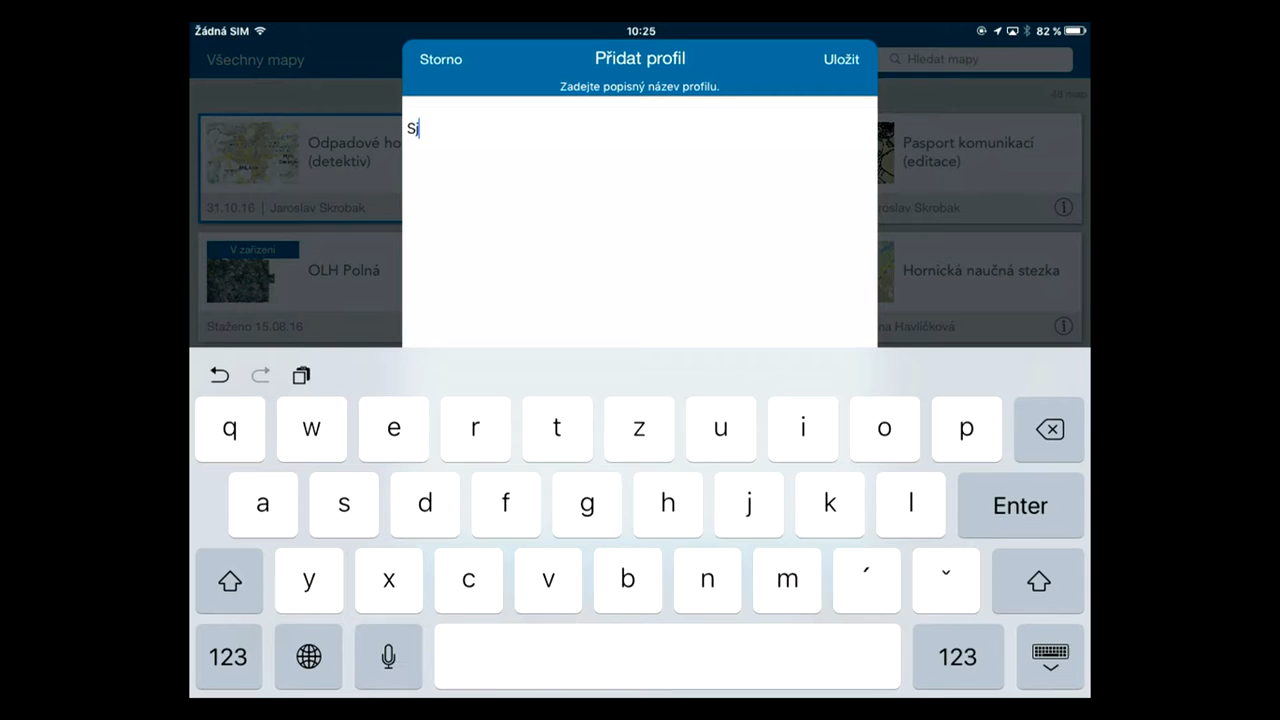 Žádná SIM
10:25
82 %
Všechny mapy
Storno
Přidat profil
Uložit
Hledat mapy
Zadejte popisný název profilu.
48 map
Sj
Odpadové ho
(detektiv)
31.10.16 | Jaroslav Skrobak
Pasport komunikací
(editace)
roslav Skrobak
V zařízení
OLH Polná
Staženo 15.08.16
Hornická naučná stezka
na Havlíčková
q w e r t z u i o p
a s d f g h j k l Enter
y x c v b n m ´ ˇ
123 123